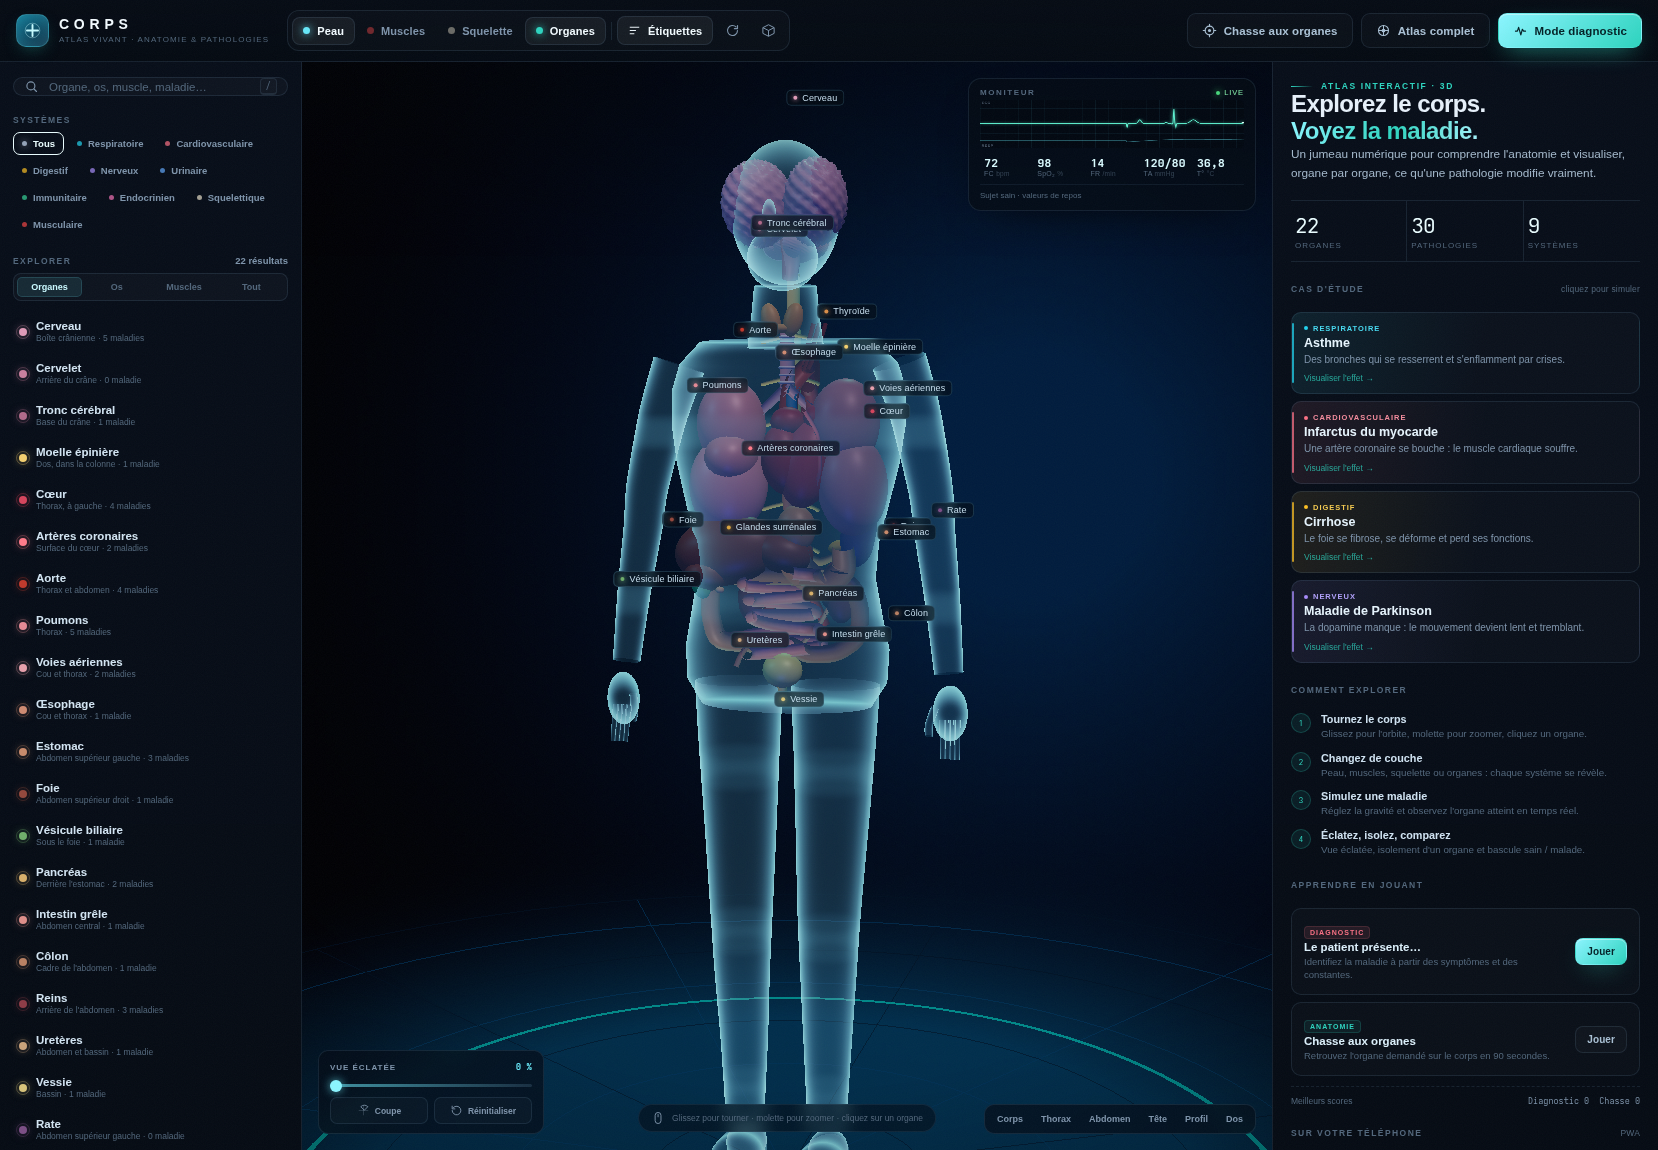 CORPS
ATLAS VIVANT · ANATOMIE & PATHOLOGIES
Peau
Muscles
Squelette
Organes
Étiquettes
Chasse aux organes
Atlas complet
Mode diagnostic
Organe, os, muscle, maladie…
/
SYSTÈMES
Tous
Respiratoire
Cardiovasculaire
Digestif
Nerveux
Urinaire
Immunitaire
Endocrinien
Squelettique
Musculaire
EXPLORER
22 résultats
Organes
Os
Muscles
Tout
Cerveau
Boîte crânienne · 5 maladies
Cervelet
Arrière du crâne · 0 maladie
Tronc cérébral
Base du crâne · 1 maladie
Moelle épinière
Dos, dans la colonne · 1 maladie
Cœur
Thorax, à gauche · 4 maladies
Artères coronaires
Surface du cœur · 2 maladies
Aorte
Thorax et abdomen · 4 maladies
Poumons
Thorax · 5 maladies
Voies aériennes
Cou et thorax · 2 maladies
Œsophage
Cou et thorax · 1 maladie
Estomac
Abdomen supérieur gauche · 3 maladies
Foie
Abdomen supérieur droit · 1 maladie
Vésicule biliaire
Sous le foie · 1 maladie
Pancréas
Derrière l'estomac · 2 maladies
Intestin grêle
Abdomen central · 1 maladie
Côlon
Cadre de l'abdomen · 1 maladie
Reins
Arrière de l'abdomen · 3 maladies
Uretères
Abdomen et bassin · 1 maladie
Vessie
Bassin · 1 maladie
Rate
Abdomen supérieur gauche · 0 maladie
Cerveau
Tronc cérébral
Thyroïde
Aorte
Moelle épinière
Œsophage
Poumons
Voies aériennes
Cœur
Artères coronaires
Rate
Foie
Glandes surrénales
Estomac
Vésicule biliaire
Pancréas
Côlon
Intestin grêle
Uretères
Vessie
MONITEUR
LIVE
72
FC bpm
98
SpO₂ %
14
FR /min
120/80
TA mmHg
36,8
T° °C
Sujet sain · valeurs de repos
VUE ÉCLATÉE
0 %
Coupe
Réinitialiser
Glissez pour tourner · molette pour zoomer · cliquez sur un organe
Corps
Thorax
Abdomen
Tête
Profil
Dos
ATLAS INTERACTIF · 3D
Explorez le corps.
Voyez la maladie.
Un jumeau numérique pour comprendre l'anatomie et visualiser,
organe par organe, ce qu'une pathologie modifie vraiment.
22
ORGANES
30
PATHOLOGIES
9
SYSTÈMES
CAS D'ÉTUDE
cliquez pour simuler
RESPIRATOIRE
Asthme
Des bronches qui se resserrent et s'enflamment par crises.
Visualiser l'effet →
CARDIOVASCULAIRE
Infarctus du myocarde
Une artère coronaire se bouche : le muscle cardiaque souffre.
Visualiser l'effet →
DIGESTIF
Cirrhose
Le foie se fibrose, se déforme et perd ses fonctions.
Visualiser l'effet →
NERVEUX
Maladie de Parkinson
La dopamine manque : le mouvement devient lent et tremblant.
Visualiser l'effet →
COMMENT EXPLORER
1
Tournez le corps
Glissez pour l'orbite, molette pour zoomer, cliquez un organe.
2
Changez de couche
Peau, muscles, squelette ou organes : chaque système se révèle.
3
Simulez une maladie
Réglez la gravité et observez l'organe atteint en temps réel.
4
Éclatez, isolez, comparez
Vue éclatée, isolement d'un organe et bascule sain / malade.
APPRENDRE EN JOUANT
DIAGNOSTIC
Le patient présente…
Identifiez la maladie à partir des symptômes et des
constantes.
Jouer
ANATOMIE
Chasse aux organes
Retrouvez l'organe demandé sur le corps en 90 secondes.
Jouer
Meilleurs scores
Diagnostic 0 Chasse 0
SUR VOTRE TÉLÉPHONE
PWA